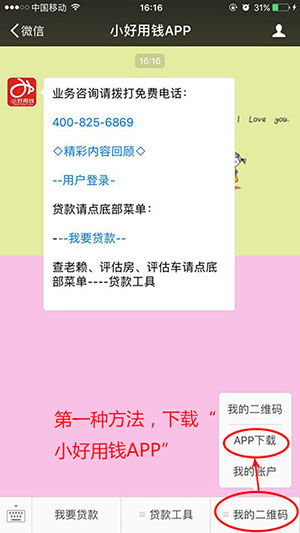 中国移动
16:16
31%
微信
小好用钱APP
16:16
小好用钱
业务咨询请拨打免费电话：
400-825-6869
◇精彩内容回顾◇
--用户登录-
贷款请点底部菜单：
---我要贷款--
查老赖、评估房、评估车请点底
部菜单----贷款工具
I Love you.
第一种方法，下载“
小好用钱APP”
我的二维码
APP下载
我的账户
我要贷款
贷款工具
我的二维码